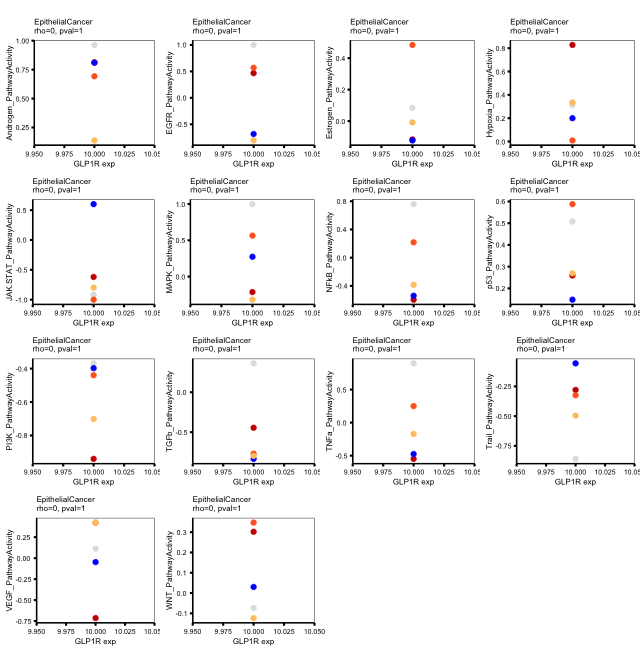 EpithelialCancer
rho=0, pval=1
Androgen_PathwayActivity
1.00
0.75
0.50
0.25
9.950
9.975
10.000
10.025
10.05
GLP1R exp
EpithelialCancer
rho=0, pval=1
EGFR_PathwayActivity
1.0
0.5
0.0
-0.5
9.950
9.975
10.000
10.025
10.05
GLP1R exp
EpithelialCancer
rho=0, pval=1
Estrogen_PathwayActivity
0.4
0.2
0.0
9.950
9.975
10.000
10.025
10.05
GLP1R exp
EpithelialCancer
rho=0, pval=1
Hypoxia_PathwayActivity
0.8
0.6
0.4
0.2
0.0
9.950
9.975
10.000
10.025
10.050
GLP1R exp
EpithelialCancer
rho=0, pval=1
JAK.STAT_PathwayActivity
0.5
0.0
-0.5
-1.0
9.950
9.975
10.000
10.025
10.05
GLP1R exp
EpithelialCancer
rho=0, pval=1
MAPK_PathwayActivity
1.0
0.5
0.0
9.950
9.975
10.000
10.025
10.05
GLP1R exp
EpithelialCancer
rho=0, pval=1
NFkB_PathwayActivity
0.8
0.4
0.0
-0.4
9.950
9.975
10.000
10.025
10.05
GLP1R exp
EpithelialCancer
rho=0, pval=1
p53_PathwayActivity
0.6
0.5
0.4
0.3
0.2
9.950
9.975
10.000
10.025
10.050
GLP1R exp
EpithelialCancer
rho=0, pval=1
PI3K_PathwayActivity
-0.4
-0.6
-0.8
9.950
9.975
10.000
10.025
10.05
GLP1R exp
EpithelialCancer
rho=0, pval=1
TGFb_PathwayActivity
0.0
-0.5
9.950
9.975
10.000
10.025
10.05
GLP1R exp
EpithelialCancer
rho=0, pval=1
TNFa_PathwayActivity
0.5
0.0
-0.5
9.950
9.975
10.000
10.025
10.05
GLP1R exp
EpithelialCancer
rho=0, pval=1
Trail_PathwayActivity
-0.25
-0.50
-0.75
9.950
9.975
10.000
10.025
10.05
GLP1R exp
EpithelialCancer
rho=0, pval=1
VEGF_PathwayActivity
0.25
0.00
-0.25
-0.50
-0.75
9.950
9.975
10.000
10.025
10.05
GLP1R exp
EpithelialCancer
rho=0, pval=1
WNT_PathwayActivity
0.3
0.2
0.1
0.0
-0.1
9.950
9.975
10.000
10.025
10.050
GLP1R exp